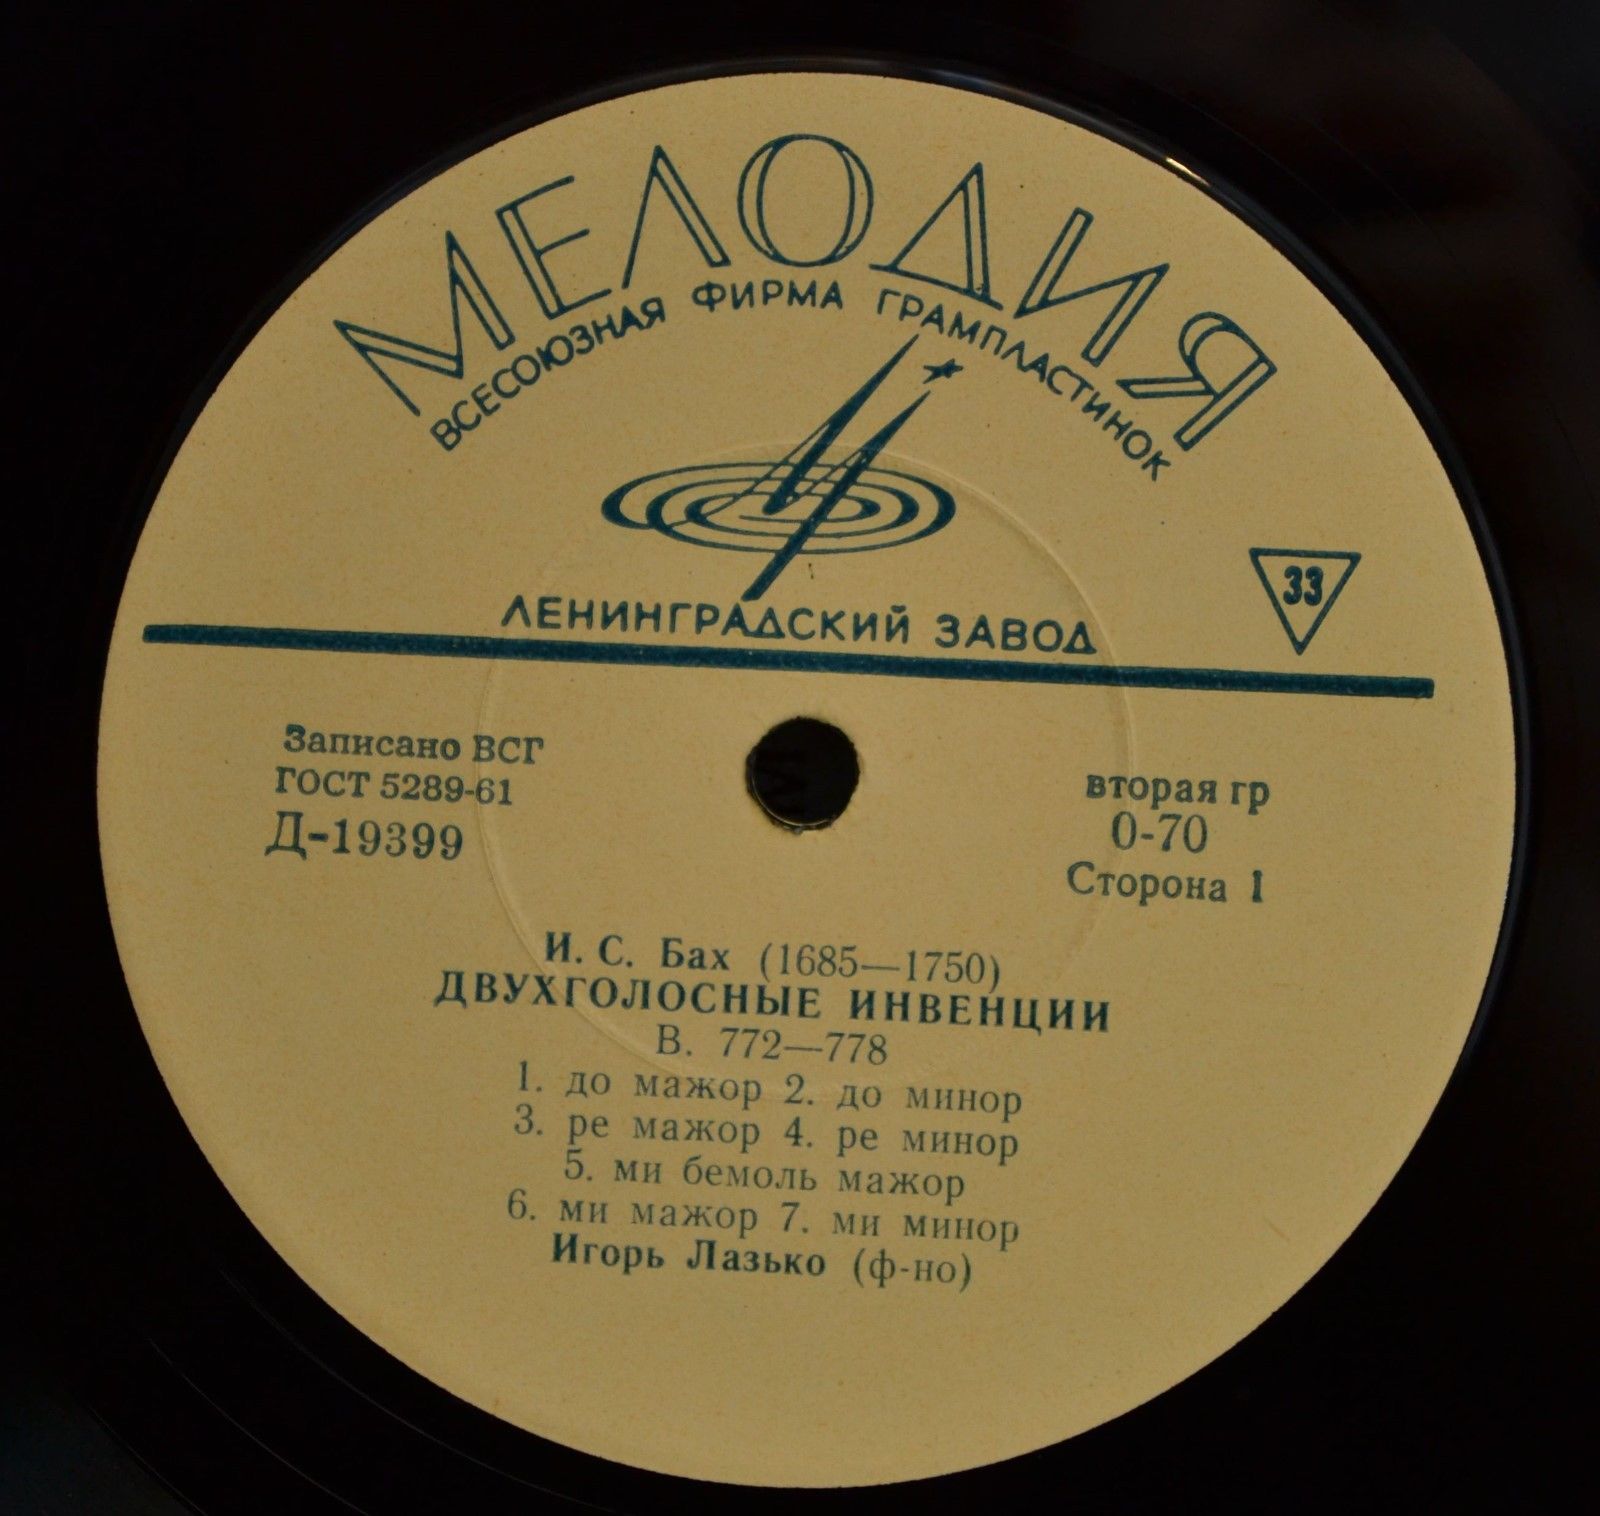 МЕЛОДИЯ
ВСЕСОЮЗНАЯ ФИРМА ГРАМПЛАСТИНОК
33
ЛЕНИНГРАДСКИЙ ЗАВОД
Записано ВСГ
ГОСТ 5289-61
Д-19399
вторая гр
0-70
Сторона 1
И. С. Бах (1685—1750)
ДВУХГОЛОСНЫЕ ИНВЕНЦИИ
В. 772—778
1. до мажор 2. до минор
3. ре мажор 4. ре минор
5. ми бемоль мажор
6. ми мажор 7. ми минор
Игорь Лазько (ф-но)